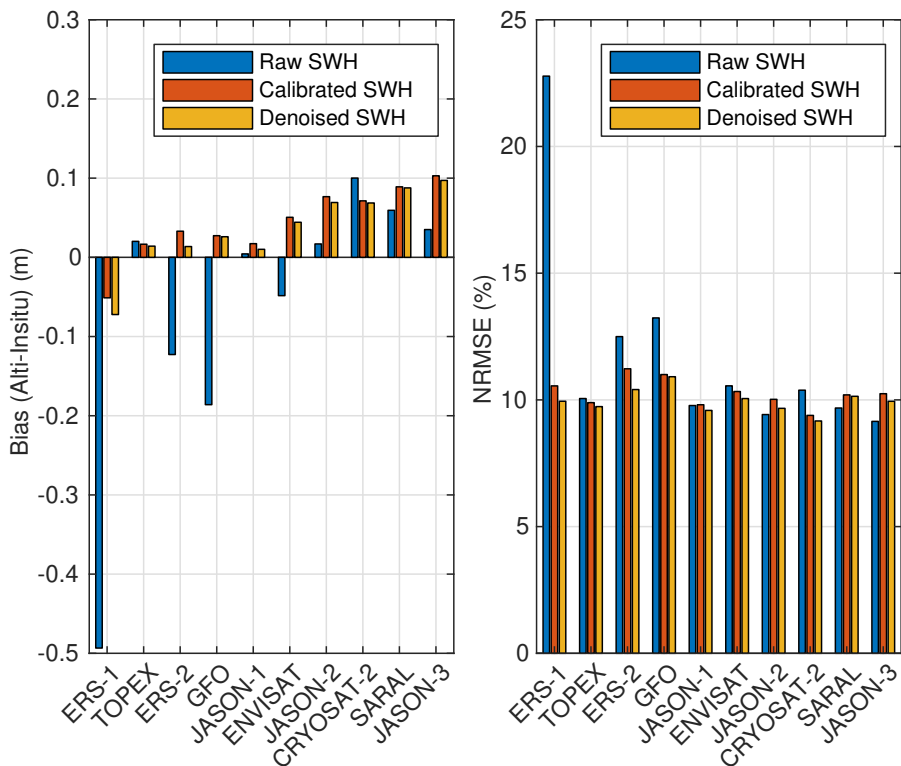 0.3
0.2
0.1
0
-0.1
-0.2
-0.3
-0.4
-0.5
Bias (Alti-Insitu) (m)
Raw SWH
Calibrated SWH
Denoised SWH
ERS-1
TOPEX
ERS-2
GFO
JASON-1
ENVISAT
JASON-2
CRYOSAT-2
SARAL
JASON-3
25
20
15
10
5
0
NRMSE (%)
Raw SWH
Calibrated SWH
Denoised SWH
ERS-1
TOPEX
ERS-2
GFO
JASON-1
ENVISAT
JASON-2
CRYOSAT-2
SARAL
JASON-3